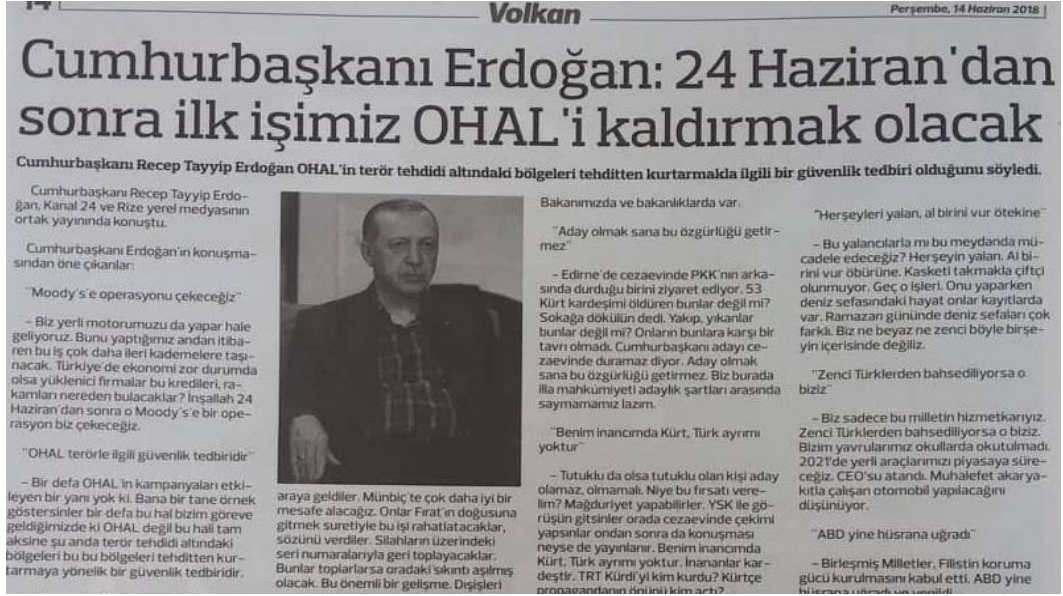 14
Volkan
Perşembe, 14 Haziran 2018
Cumhurbaşkanı Erdoğan: 24 Haziran'dan
sonra ilk işimiz OHAL'i kaldırmak olacak
Cumhurbaşkanı Recep Tayyip Erdoğan OHAL'in terör tehdidi altındaki bölgeleri tehditten kurtarmakla ilgili bir güvenlik tedbiri olduğunu söyledi.
Cumhurbaşkanı Recep Tayyip Erdo-
ğan, Kanal 24 ve Rize yerel medyasının
ortak yayınında konuştu.
Cumhurbaşkanı Erdoğan'ın konuşma-
sından öne çıkanlar:
"Moody's'e operasyonu çekeceğiz"
– Biz yerli motorumuzu da yapar hale
geliyoruz. Bunu yaptığımız andan itiba-
ren bu iş çok daha ileri kademelere taşı-
nacak. Türkiye'de ekonomi zor durumda
olsa yüklenici firmalar bu kredileri, ra-
kamları nereden bulacaklar? İnşallah 24
Haziran'dan sonra o Moody's'e bir ope-
rasyon biz çekeceğiz.
"OHAL terörle ilgili güvenlik tedbiridir"
– Bir defa OHAL'in kampanyaları etki-
leyen bir yanı yok ki. Bana bir tane örnek
göstersinler bir defa bu hal bizim göreve
geldiğimizde ki OHAL değil bu hali tam
aksine şu anda terör tehdidi altındaki
bölgeleri bu bu bölgeleri tehditten kur-
tarmaya yönelik bir güvenlik tedbiridir.
araya geldiler. Münbiç'te çok daha iyi bir
mesafe alacağız. Onlar Fırat'ın doğusuna
gitmek suretiyle bu işi rahatlatacaklar,
sözünü verdiler. Silahların üzerindeki
seri numaralarıyla geri toplayacaklar.
Bunlar toplarlarsa oradaki sıkıntı aşılmış
olacak. Bu önemli bir gelişme. Dışişleri
Bakanımızda ve bakanlıklarda var.
"Aday olmak sana bu özgürlüğü getir-
mez"
– Edirne'de cezaevinde PKK'nın arka-
sında durduğu birini ziyaret ediyor. 53
Kürt kardeşimi öldüren bunlar değil mi?
Sokağa dökülün dedi. Yakıp, yıkanlar
bunlar değil mi? Onların bunlara karşı bir
tavrı olmadı. Cumhurbaşkanı adayı ce-
zaevinde duramaz diyor. Aday olmak
sana bu özgürlüğü getirmez. Biz burada
illa mahkûmiyeti adaylık şartları arasında
saymamamız lazım.
"Benim inancımda Kürt, Türk ayrımı
yoktur"
– Tutuklu da olsa tutuklu olan kişi aday
olamaz, olmamalı. Niye bu fırsatı vere-
lim? Mağduriyet yapabilirler. YSK ile gö-
rüşün gitsinler orada cezaevinde çekimi
yapsınlar ondan sonra da konuşması
neyse de yayınlanır. Benim inancımda
Kürt, Türk ayrımı yoktur. İnananlar kar-
deştir. TRT Kürdi'yi kim kurdu? Kürtçe
propagandanın önünü kim açtı?
"Herşeyleri yalan, al birini vur ötekine"
– Bu yalancılarla mı bu meydanda mü-
cadele edeceğiz? Herşeyin yalan. Al bi-
rini vur öbürüne. Kasketi takmakla çiftçi
olunmuyor. Geç o işleri. Onu yaparken
deniz sefasındaki hayat onlar kayıtlarda
var. Ramazan gününde deniz sefaları çok
farklı. Biz ne beyaz ne zenci böyle birşe-
yin içerisinde değiliz.
"Zenci Türklerden bahsediliyorsa o
biziz"
– Biz sadece bu milletin hizmetkarıyız.
Zenci Türklerden bahsediliyorsa o biziz.
Bizim yavrularımız okullarda okutulmadı.
2021'de yerli araçlarımızı piyasaya süre-
ceğiz. CEO'su atandı. Muhalefet akarya-
kıtla çalışan otomobil yapılacağını
düşünüyor.
"ABD yine hüsrana uğradı"
– Birleşmiş Milletler, Filistin koruma
gücü kurulmasını kabul etti. ABD yine
hüsrana uğradı ve yenildi.